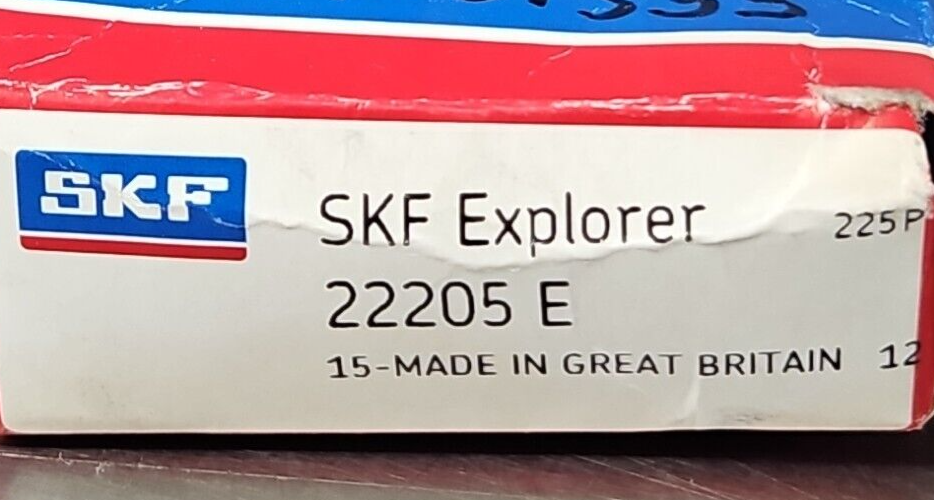 SKF
SKF Explorer
225P
22205 E
15-MADE IN GREAT BRITAIN 12